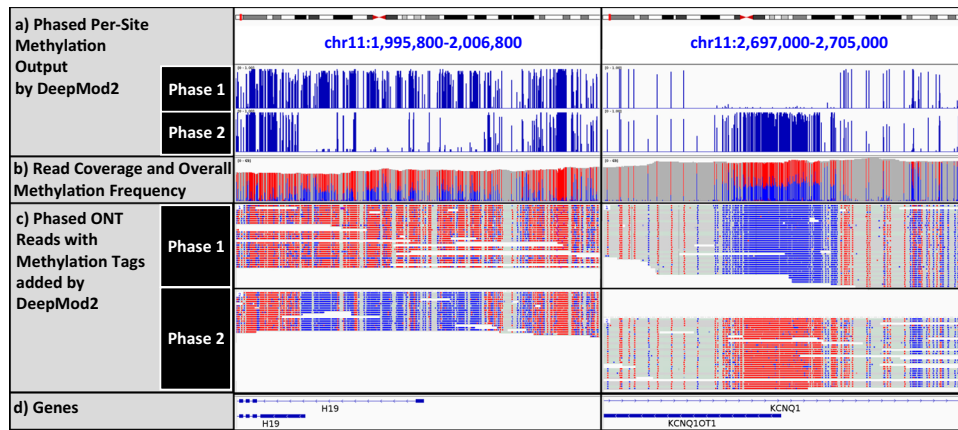 a) Phased Per-Site
Methylation
Output
by DeepMod2
Phase 1
Phase 2
chr11:1,995,800-2,006,800
chr11:2,697,000-2,705,000
b) Read Coverage and Overall
Methylation Frequency
c) Phased ONT
Reads with
Methylation Tags
added by
DeepMod2
Phase 1
Phase 2
d) Genes
H19
H19
KCNQ1
KCNQ1OT1